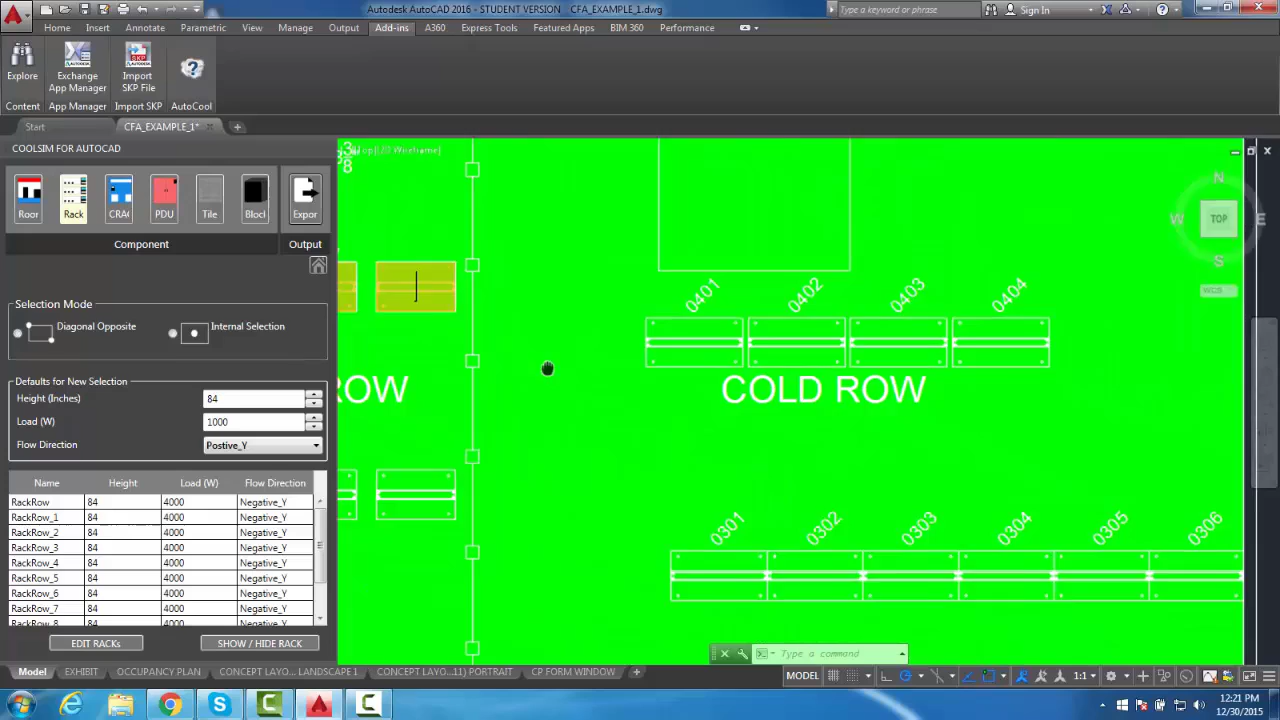 Autodesk AutoCAD 2016 - STUDENT VERSION CFA_EXAMPLE_1.dwg
Type a keyword or phrase
Sign In
Home Insert Annotate Parametric View Manage Output Add-ins A360 Express Tools Featured Apps BIM 360 Performance
Explore
Exchange
App Manager
Import
SKP File
Content App Manager Import SKP AutoCool
Start CFA_EXAMPLE_1*
COOLSIM FOR AUTOCAD
Roor Rack CRA( PDU Tile Blocl Expor
Component Output
Selection Mode
Diagonal Opposite Internal Selection
Defaults for New Selection
Height (Inches) 84
Load (W) 1000
Flow Direction Postive_Y
Name Height Load (W) Flow Direction
RackRow 84 4000 Negative_Y
RackRow_1 84 4000 Negative_Y
RackRow_2 84 4000 Negative_Y
RackRow_3 84 4000 Negative_Y
RackRow_4 84 4000 Negative_Y
RackRow_5 84 4000 Negative_Y
RackRow_6 84 4000 Negative_Y
RackRow_7 84 4000 Negative_Y
RackRow_8 84 4000 Negative_Y
EDIT RACKs SHOW / HIDE RACK
38
N
W TOP E
S
WCS
0401 0402 0403 0404
ROW COLD ROW
0301 0302 0303 0304 0305 0306
Type a command
Model EXHIBIT OCCUPANCY PLAN CONCEPT LAYO...LANDSCAPE 1 CONCEPT LAYO...11) PORTRAIT CP FORM WINDOW
MODEL 1:1
12:21 PM
12/30/2015